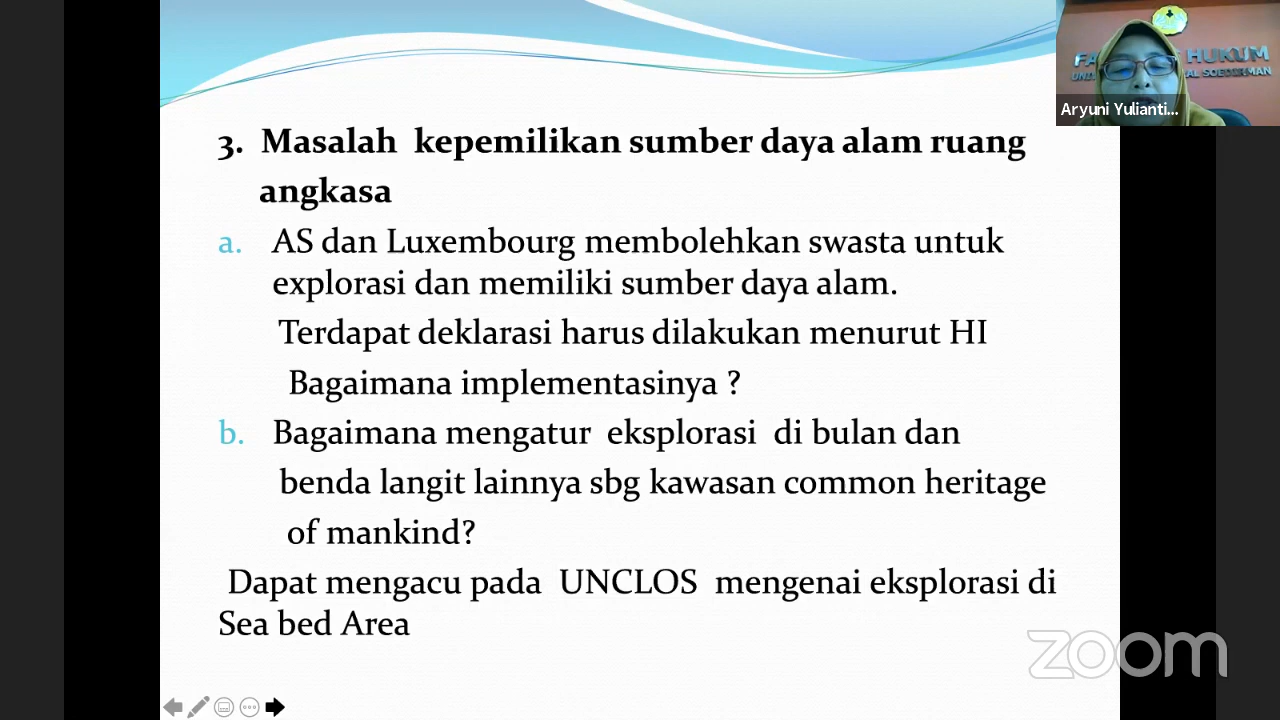 3. Masalah kepemilikan sumber daya alam ruang
angkasa
a. AS dan Luxembourg membolehkan swasta untuk
explorasi dan memiliki sumber daya alam.
Terdapat deklarasi harus dilakukan menurut HI
Bagaimana implementasinya ?
b. Bagaimana mengatur eksplorasi di bulan dan
benda langit lainnya sbg kawasan common heritage
of mankind?
Dapat mengacu pada UNCLOS mengenai eksplorasi di
Sea bed Area
HUKUM
SOEDIRMAN
Aryuni Yulianti...
zoom